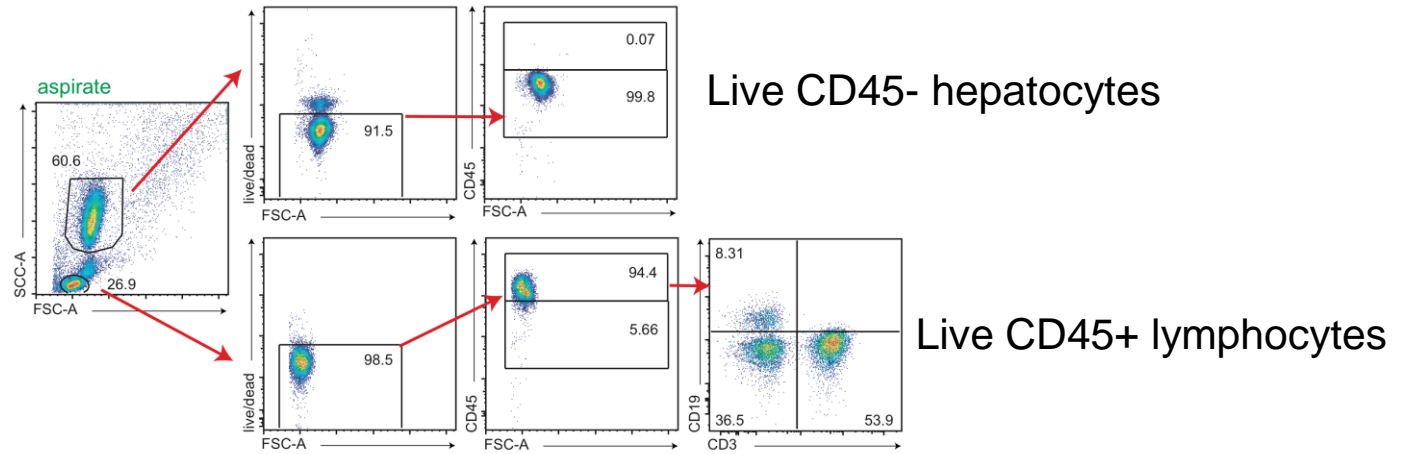 aspirate
60.6
26.9
SCC-A
FSC-A
91.5
live/dead
FSC-A
0.07
99.8
CD45
FSC-A
Live CD45- hepatocytes
98.5
live/dead
FSC-A
94.4
5.66
CD45
FSC-A
8.31
36.5
53.9
CD19
CD3
Live CD45+ lymphocytes